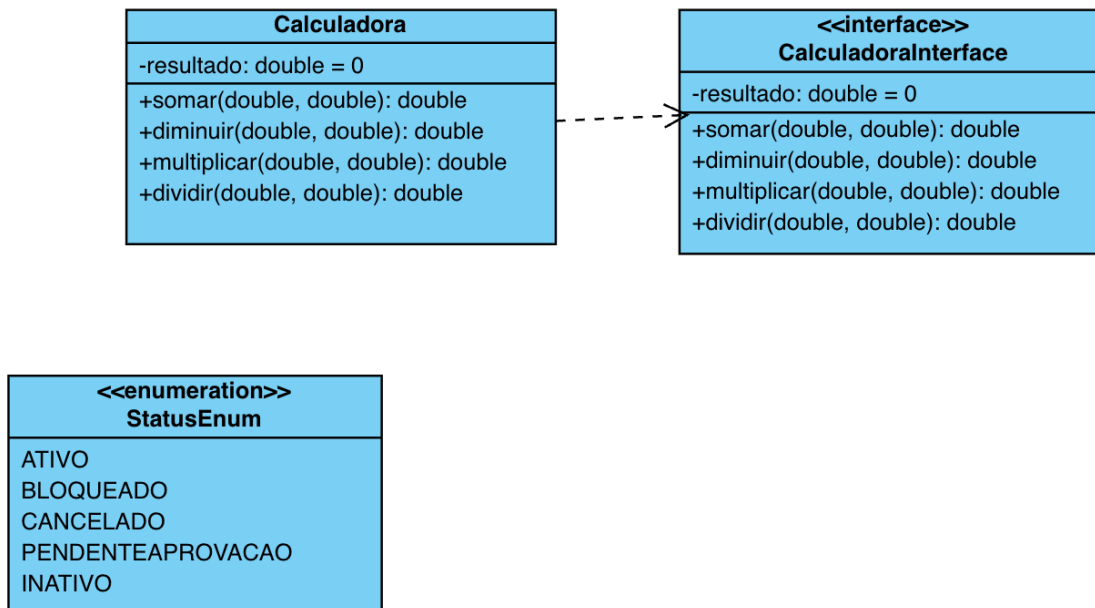 Calculadora
-resultado: double = 0
+somar(double, double): double
+diminuir(double, double): double
+multiplicar(double, double): double
+dividir(double, double): double
<<interface>>
CalculadoraInterface
-resultado: double = 0
+somar(double, double): double
+diminuir(double, double): double
+multiplicar(double, double): double
+dividir(double, double): double
<<enumeration>>
StatusEnum
ATIVO
BLOQUEADO
CANCELADO
PENDENTEAPROVACAO
INATIVO